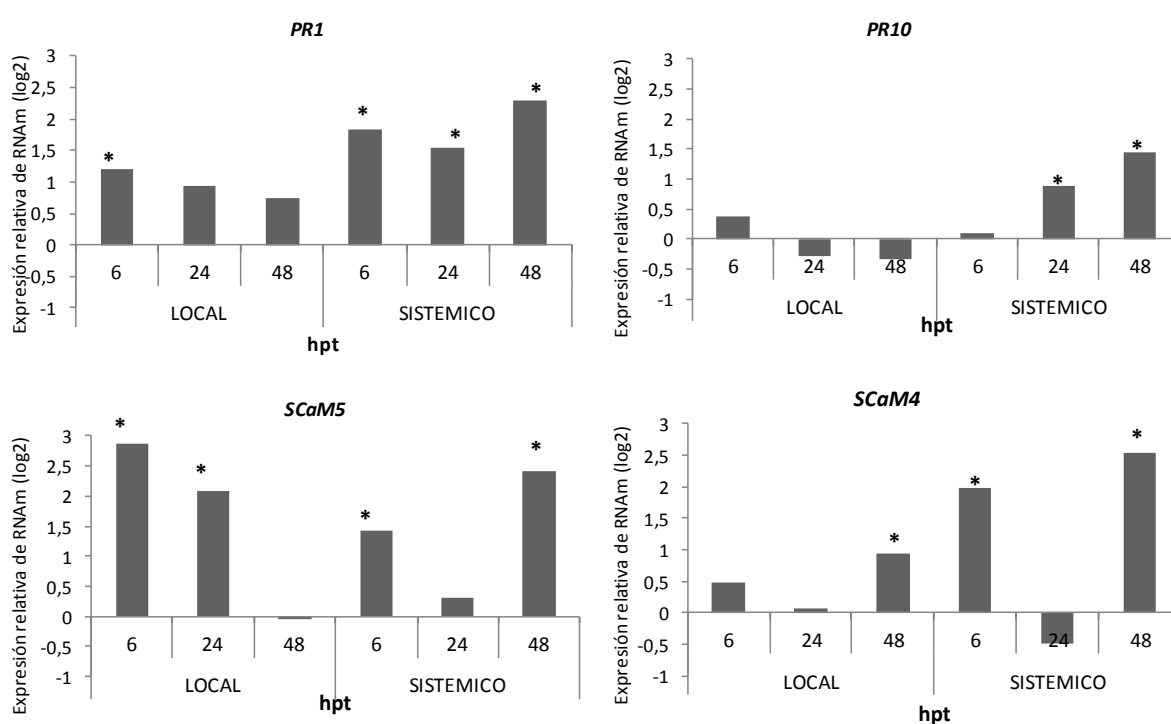 PR1
Expresión relativa de RNAm (log2)
3
2,5
2
1,5
1
0,5
0
-0,5
-1
* * * *
6 24 48 6 24 48
LOCAL SISTEMICO
hpt
PR10
Expresión relativa de RNAm (log2)
3
2,5
2
1,5
1
0,5
0
-0,5
-1
* *
6 24 48 6 24 48
LOCAL SISTEMICO
hpt
SCaM5
Expresión relativa de RNAm (log2)
3
2,5
2
1,5
1
0,5
0
-0,5
-1
* * * *
6 24 48 6 24 48
LOCAL SISTEMICO
hpt
SCaM4
Expresión relativa de RNAm (log2)
3
2,5
2
1,5
1
0,5
0
-0,5
-1
* * *
6 24 48 6 24 48
LOCAL SISTEMICO
hpt